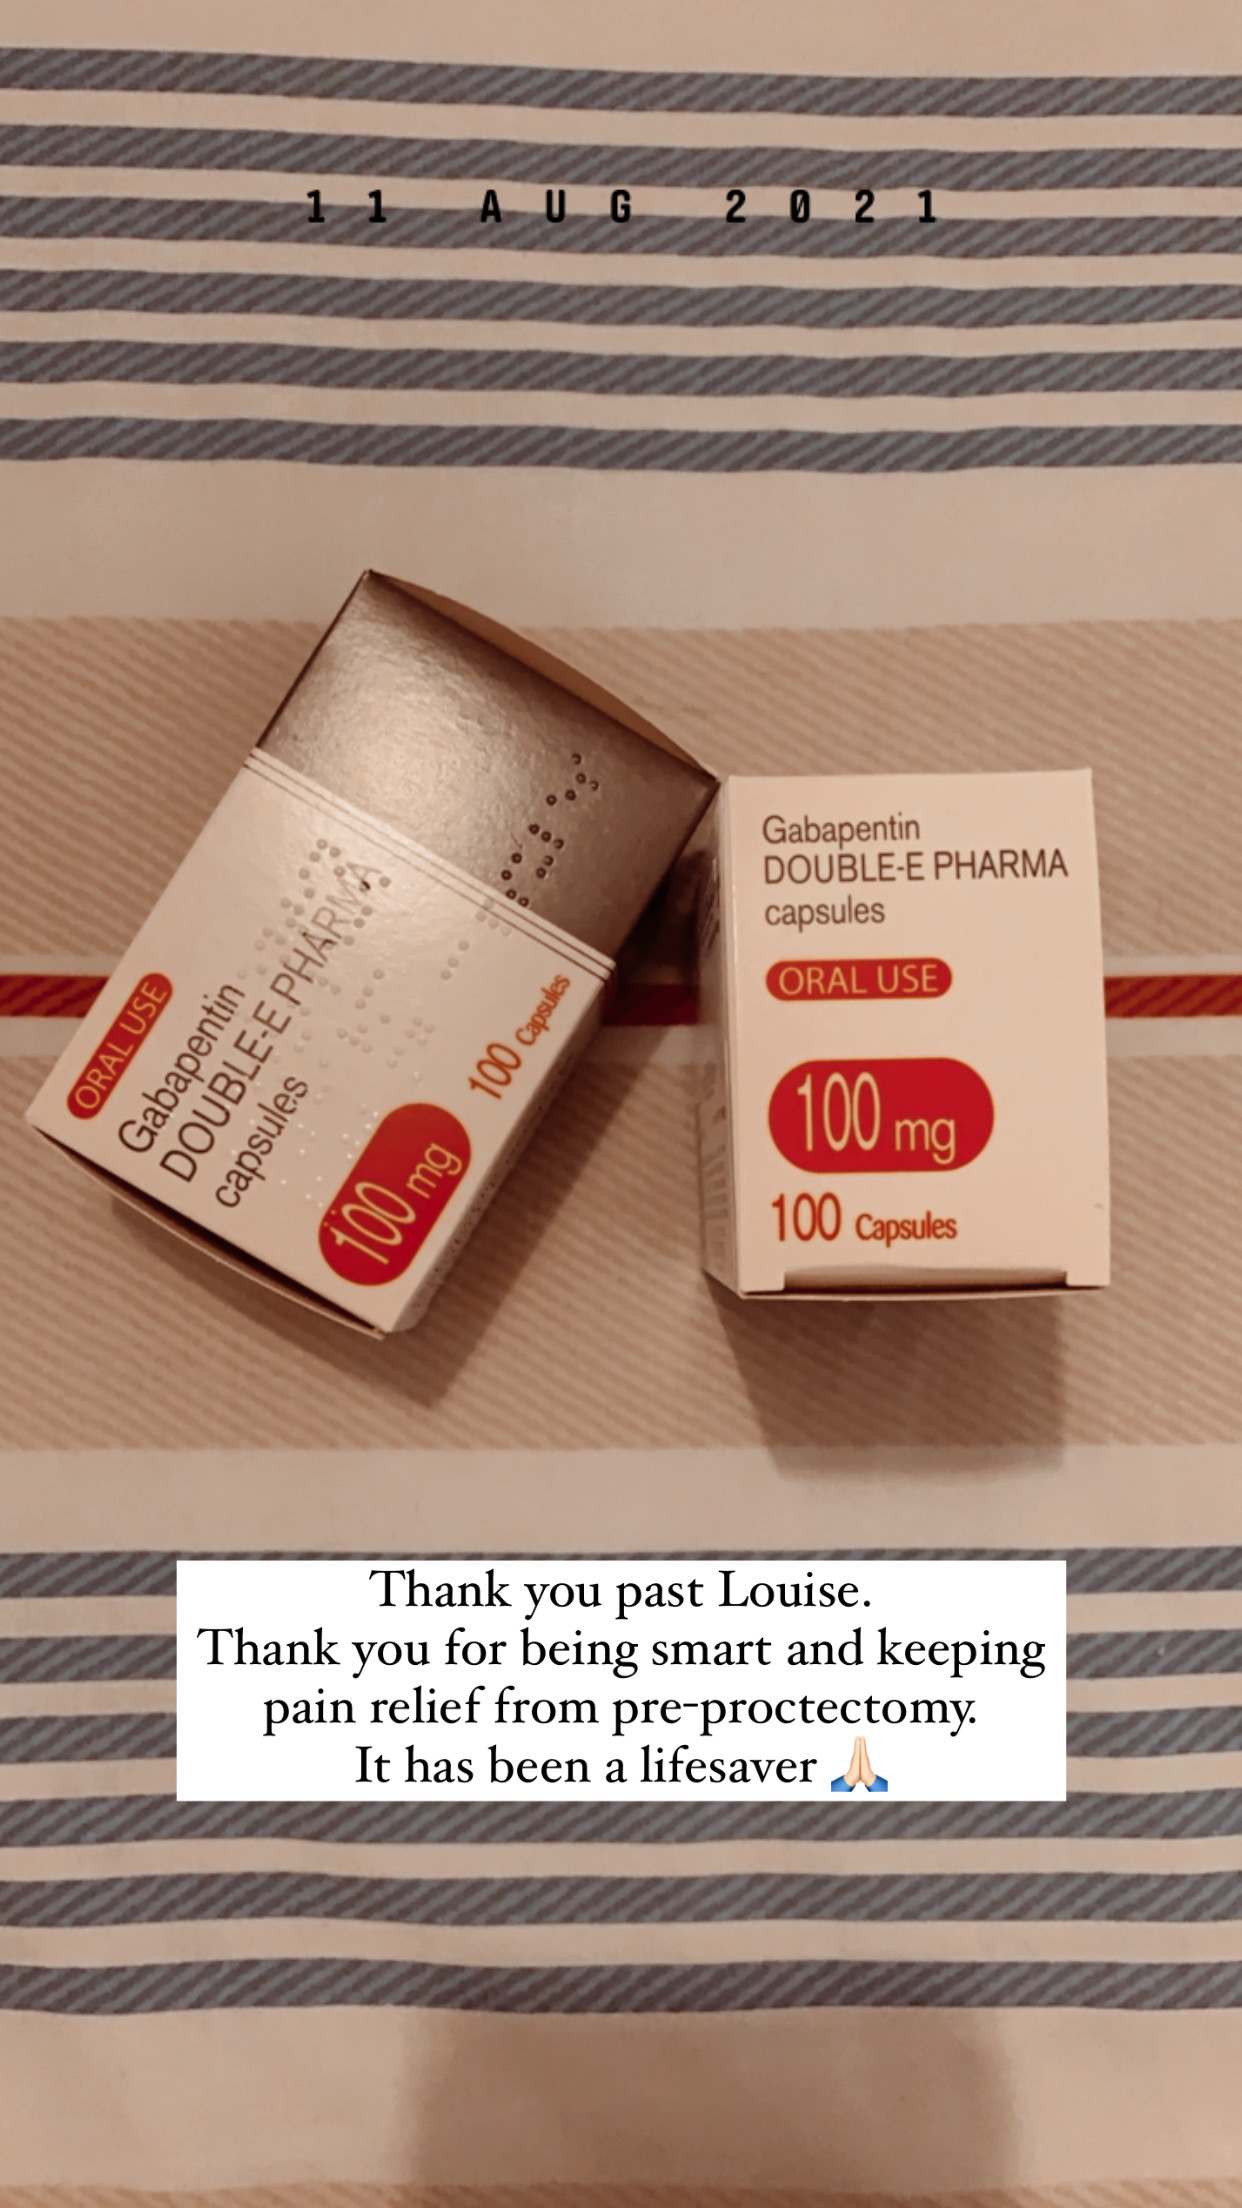 11 AUG 2021
ORAL USE
Gabapentin
DOUBLE-E PHARMA
capsules
100 mg
100 Capsules
Gabapentin
DOUBLE-E PHARMA
capsules
ORAL USE
100 mg
100 Capsules
Thank you past Louise.
Thank you for being smart and keeping
pain relief from pre-proctectomy.
It has been a lifesaver 🙏🏻